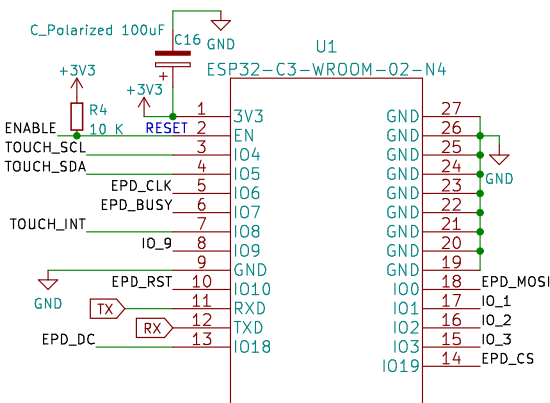 C_Polarized 100uF
C16
GND
U1
ESP32-C3-WROOM-02-N4
+3V3
+3V3
+
R4
10 K
RESET
ENABLE
TOUCH_SCL
TOUCH_SDA
EPD_CLK
EPD_BUSY
TOUCH_INT
IO_9
GND
EPD_RST
TX
RX
EPD_DC
1 3V3
2 EN
3 IO4
4 IO5
5 IO6
6 IO7
7 IO8
8 IO9
9 GND
10 IO10
11 RXD
12 TXD
13 IO18
GND 27
GND 26
GND 25
GND 24
GND 23
GND 22
GND 21
GND 20
GND 19
IO0 18 EPD_MOSI
IO1 17 IO_1
IO2 16 IO_2
IO3 15 IO_3
IO19 14 EPD_CS
GND